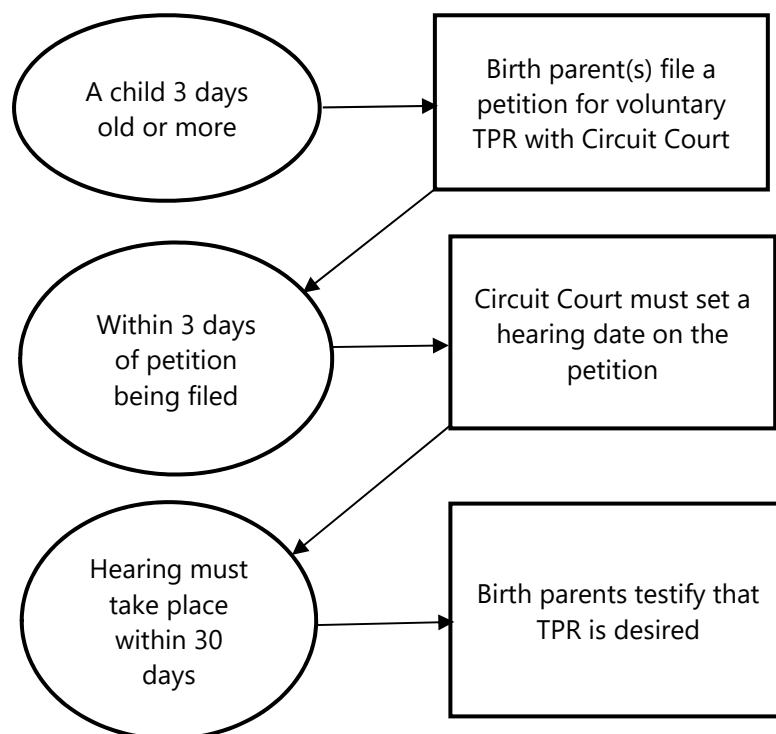 A child 3 days
old or more
Birth parent(s) file a
petition for voluntary
TPR with Circuit Court
Within 3 days
of petition
being filed
Circuit Court must set a
hearing date on the
petition
Hearing must
take place
within 30
days
Birth parents testify that
TPR is desired